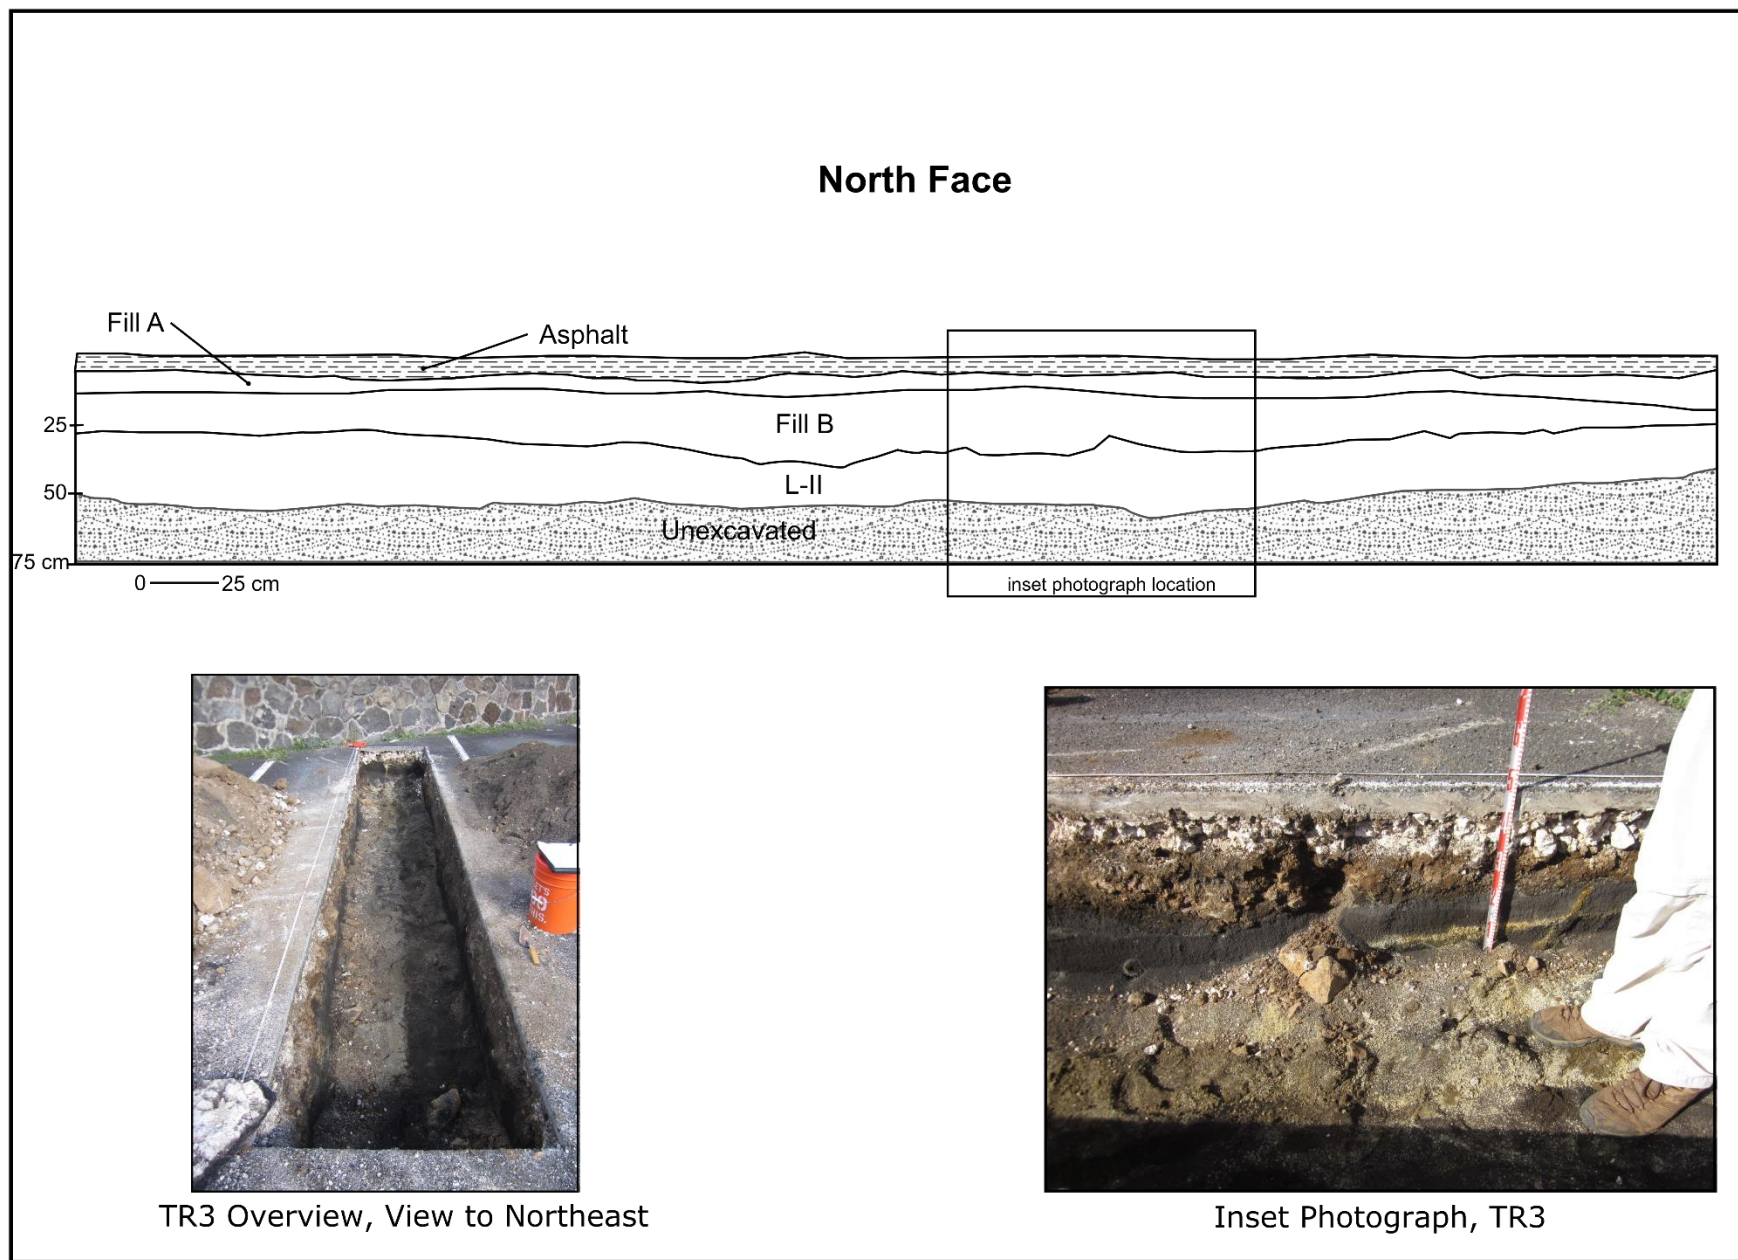 North Face
Fill A
Asphalt
Fill B
25
L-II
50
Unexcavated
75 cm
0
25 cm
inset photograph location
TR3 Overview, View to Northeast
Inset Photograph, TR3